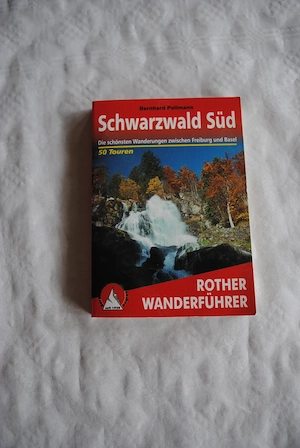 Bernhard Pollmann
Schwarzwald Süd
Die schönsten Wanderungen zwischen Freiburg und Basel
50 Touren
ROTHER
WANDERFÜHRER